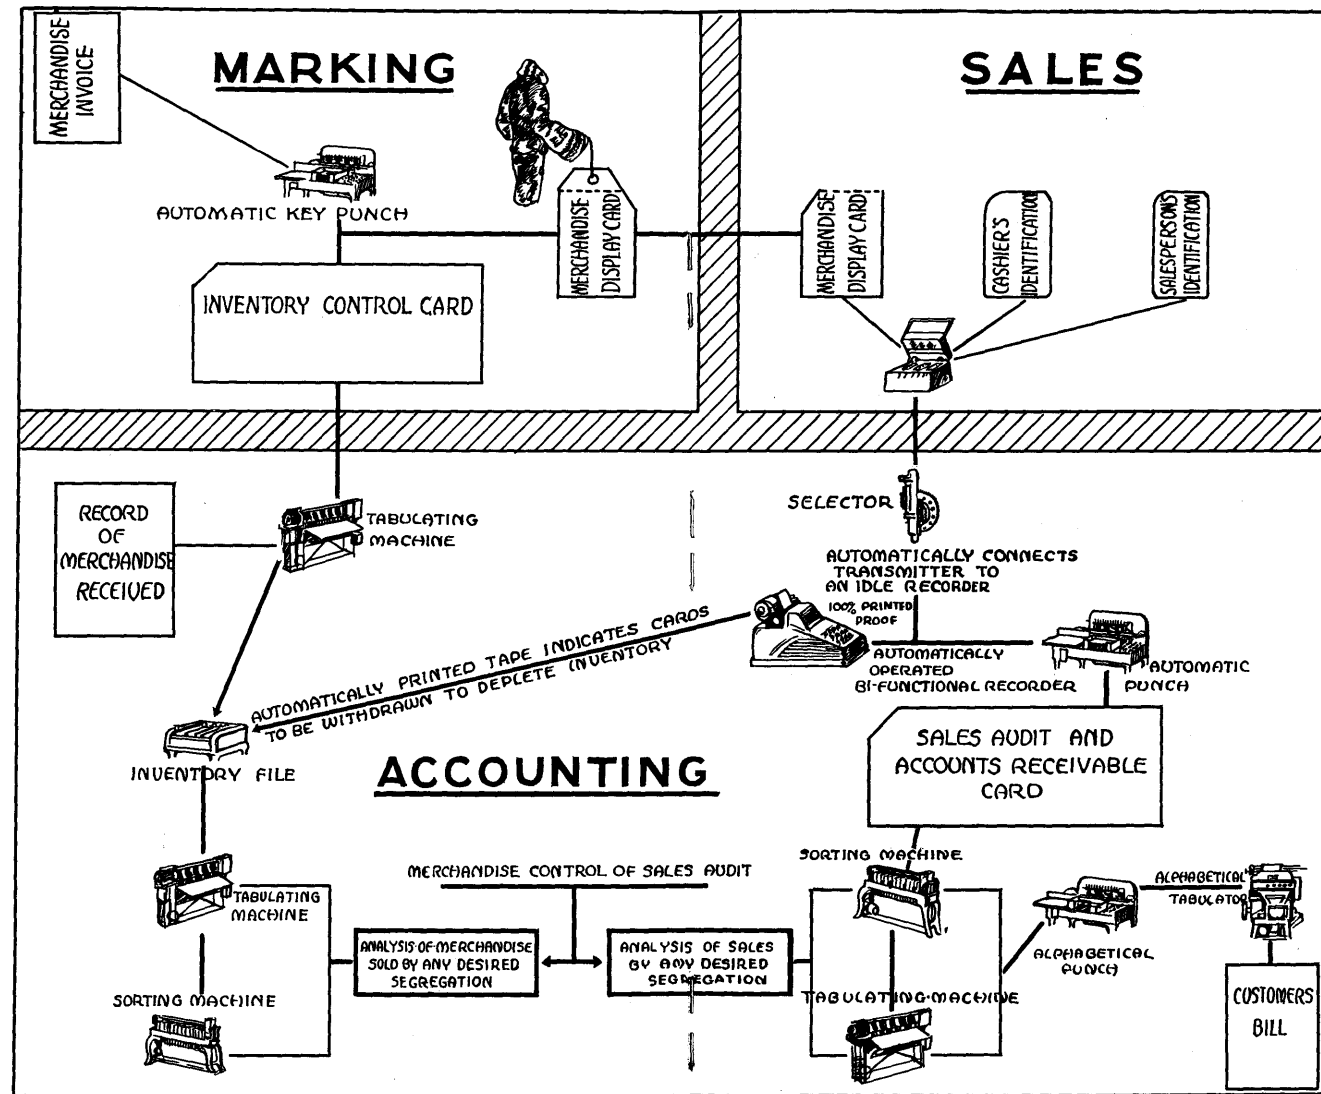 MERCHANDISE
INVOICE
MARKING
AUTOMATIC KEY PUNCH
MERCHANDISE
DISPLAY CARD
INVENTORY CONTROL CARD
SALES
MERCHANDISE
DISPLAY CARD
CASHIER'S
IDENTIFICATION
SALESPERSONS
IDENTIFICATION
RECORD
OF
MERCHANDISE
RECEIVED
TABULATING
MACHINE
SELECTOR
AUTOMATICALLY CONNECTS
TRANSMITTER TO
AN IDLE RECORDER
100% PRINTED
PROOF
AUTOMATICALLY
OPERATED
BI-FUNCTIONAL RECORDER
AUTOMATIC
PUNCH
AUTOMATICALLY PRINTED TAPE INDICATES CARDS
TO BE WITHDRAWN TO DEPLETE INVENTORY
INVENTORY FILE
ACCOUNTING
SALES AUDIT AND
ACCOUNTS RECEIVABLE
CARD
TABULATING
MACHINE
SORTING MACHINE
MERCHANDISE CONTROL OF SALES AUDIT
ANALYSIS-OF-MERCHANDISE
SOLD BY ANY DESIRED
SEGREGATION
ANALYSIS OF SALES
BY ANY DESIRED
SEGREGATION
SORTING MACHINE
TABULATING-MACHINE
ALPHABETICAL
PUNCH
ALPHABETICAL
TABULATOR
CUSTOMERS
BILL